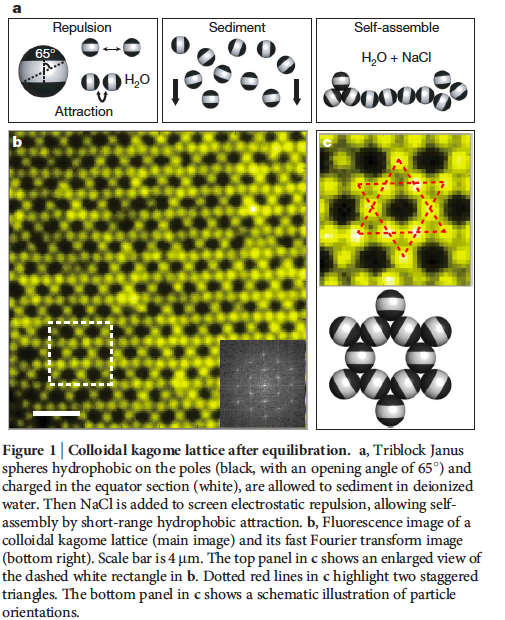 a
Repulsion
Sediment
Self-assemble
65°
H2O
Attraction
H2O + NaCl
b
c
Figure 1 | Colloidal kagome lattice after equilibration. a, Triblock Janus
spheres hydrophobic on the poles (black, with an opening angle of 65°) and
charged in the equator section (white), are allowed to sediment in deionized
water. Then NaCl is added to screen electrostatic repulsion, allowing self-
assembly by short-range hydrophobic attraction. b, Fluorescence image of a
colloidal kagome lattice (main image) and its fast Fourier transform image
(bottom right). Scale bar is 4 μm. The top panel in c shows an enlarged view of
the dashed white rectangle in b. Dotted red lines in c highlight two staggered
triangles. The bottom panel in c shows a schematic illustration of particle
orientations.